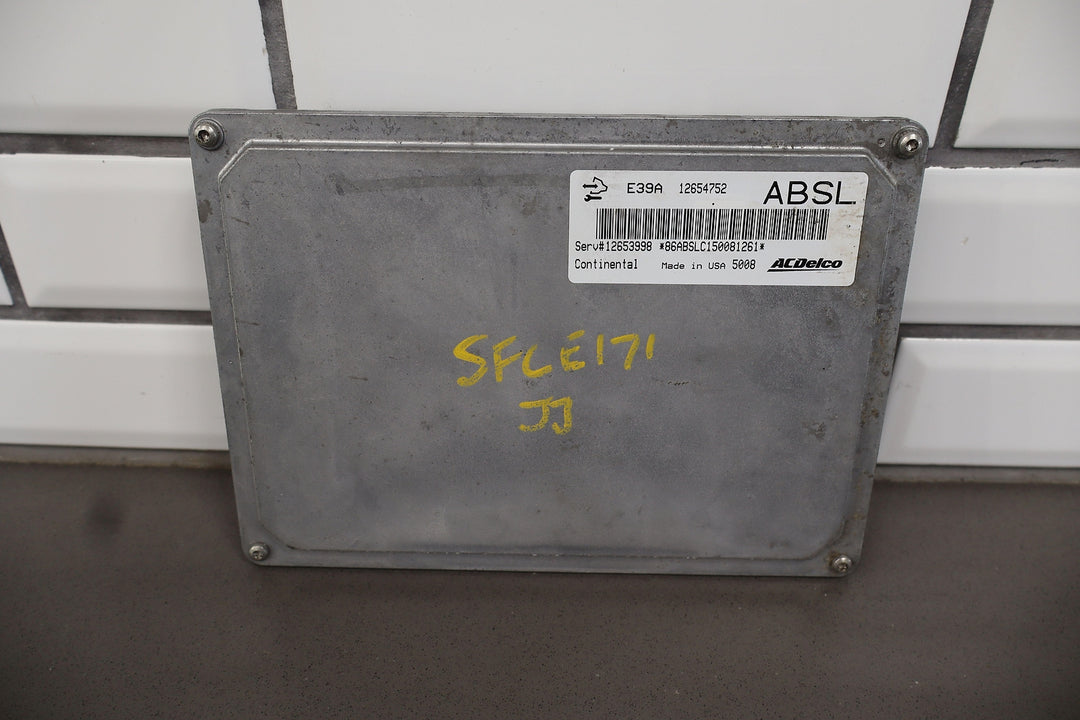 E39A 12654752 ABSL
Serv#12653998 *86ABSLC150081261*
Continental Made in USA 5008 ACDelco
SFCE171
JJ